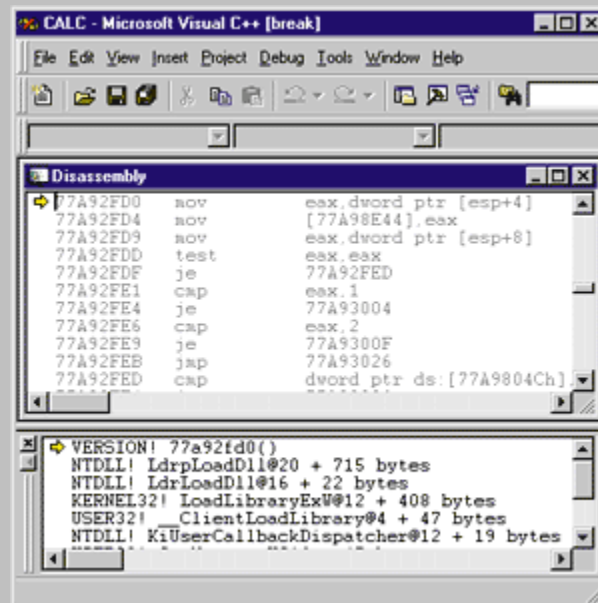 CALC - Microsoft Visual C++ [break]
File Edit View Insert Project Debug Tools Window Help
Disassembly
77A92FD0 mov eax,dword ptr [esp+4]
77A92FD4 mov [77A98E44],eax
77A92FD9 mov eax,dword ptr [esp+8]
77A92FDD test eax,eax
77A92FDF je 77A92FED
77A92FE1 cmp eax,1
77A92FE4 je 77A93004
77A92FE6 cmp eax,2
77A92FE9 je 77A9300F
77A92FEB jmp 77A93026
77A92FED cmp dword ptr ds:[77A9804Ch],
VERSION! 77a92fd0()
NTDLL! LdrpLoadDll@20 + 715 bytes
NTDLL! LdrLoadDll@16 + 22 bytes
KERNEL32! LoadLibraryExW@12 + 408 bytes
USER32! __ClientLoadLibrary@4 + 47 bytes
NTDLL! KiUserCallbackDispatcher@12 + 19 bytes